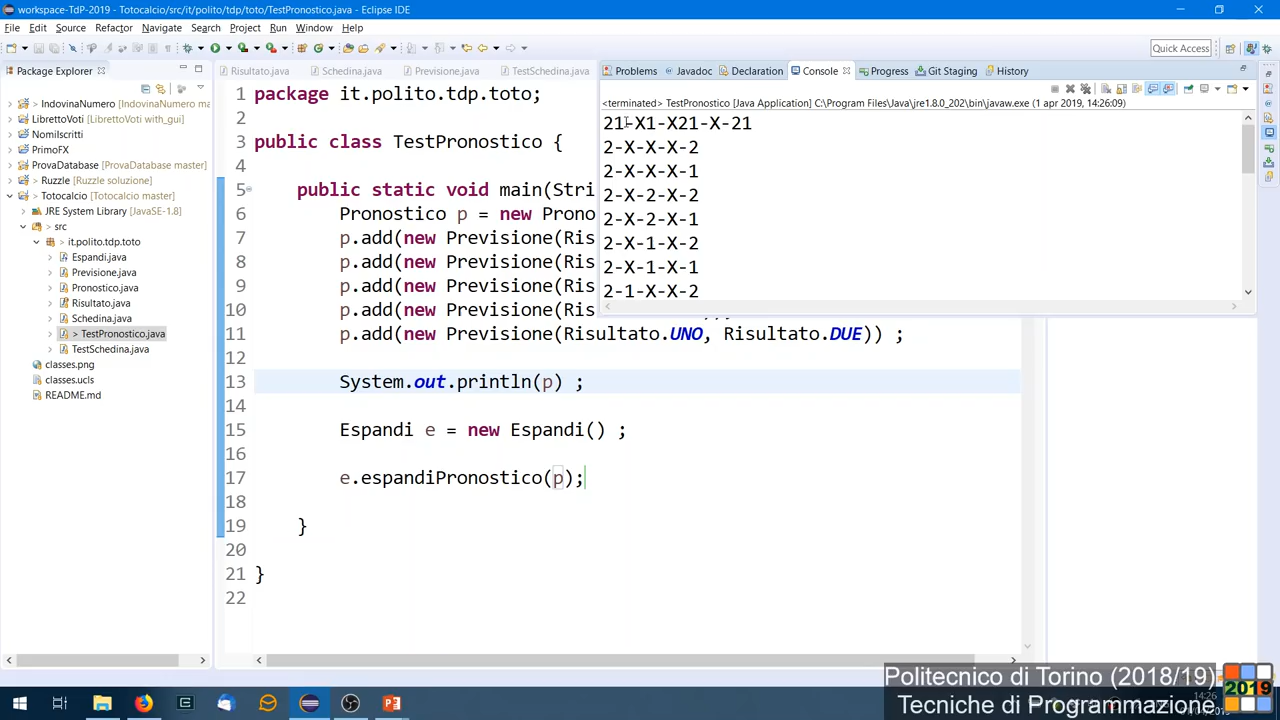 workspace-TdP-2019 - Totocalcio/src/it/polito/tdp/toto/TestPronostico.java - Eclipse IDE
File Edit Source Refactor Navigate Search Project Run Window Help
Quick Access
Package Explorer
IndovinaNumero [IndovinaNumero ma
LibrettoVoti [with_gui]
NomiIscritti
PrimoFX
ProvaDatabase [ProvaDatabase master]
Ruzzle [Ruzzle soluzione]
Totocalcio [Totocalcio master]
JRE System Library [JavaSE-1.8]
src
it.polito.tdp.toto
Espandi.java
Previsione.java
Pronostico.java
Risultato.java
Schedina.java
> TestPronostico.java
TestSchedina.java
classes.png
classes.ucls
README.md
Risultato.java Schedina.java Previsione.java TestSchedina.java
1 package it.polito.tdp.toto;
2
3 public class TestPronostico {
4
5 public static void main(Stri
6 Pronostico p = new Prono
7 p.add(new Previsione(Ris
8 p.add(new Previsione(Ris
9 p.add(new Previsione(Ris
10 p.add(new Previsione(Ris
11 p.add(new Previsione(Risultato.UNO, Risultato.DUE)) ;
12
13 System.out.println(p) ;
14
15 Espandi e = new Espandi() ;
16
17 e.espandiPronostico(p);
18
19 }
20
21 }
22
Problems Javadoc Declaration Console Progress Git Staging History
<terminated> TestPronostico [Java Application] C:\Program Files\Java\jre1.8.0_202\bin\javaw.exe (1 apr 2019, 14:26:09)
21-X1-X21-X-21
2-X-X-X-2
2-X-X-X-1
2-X-2-X-2
2-X-2-X-1
2-X-1-X-2
2-X-1-X-1
2-1-X-X-2
Politecnico di Torino (2018/19)
Tecniche di Programmazione
2019
14:26